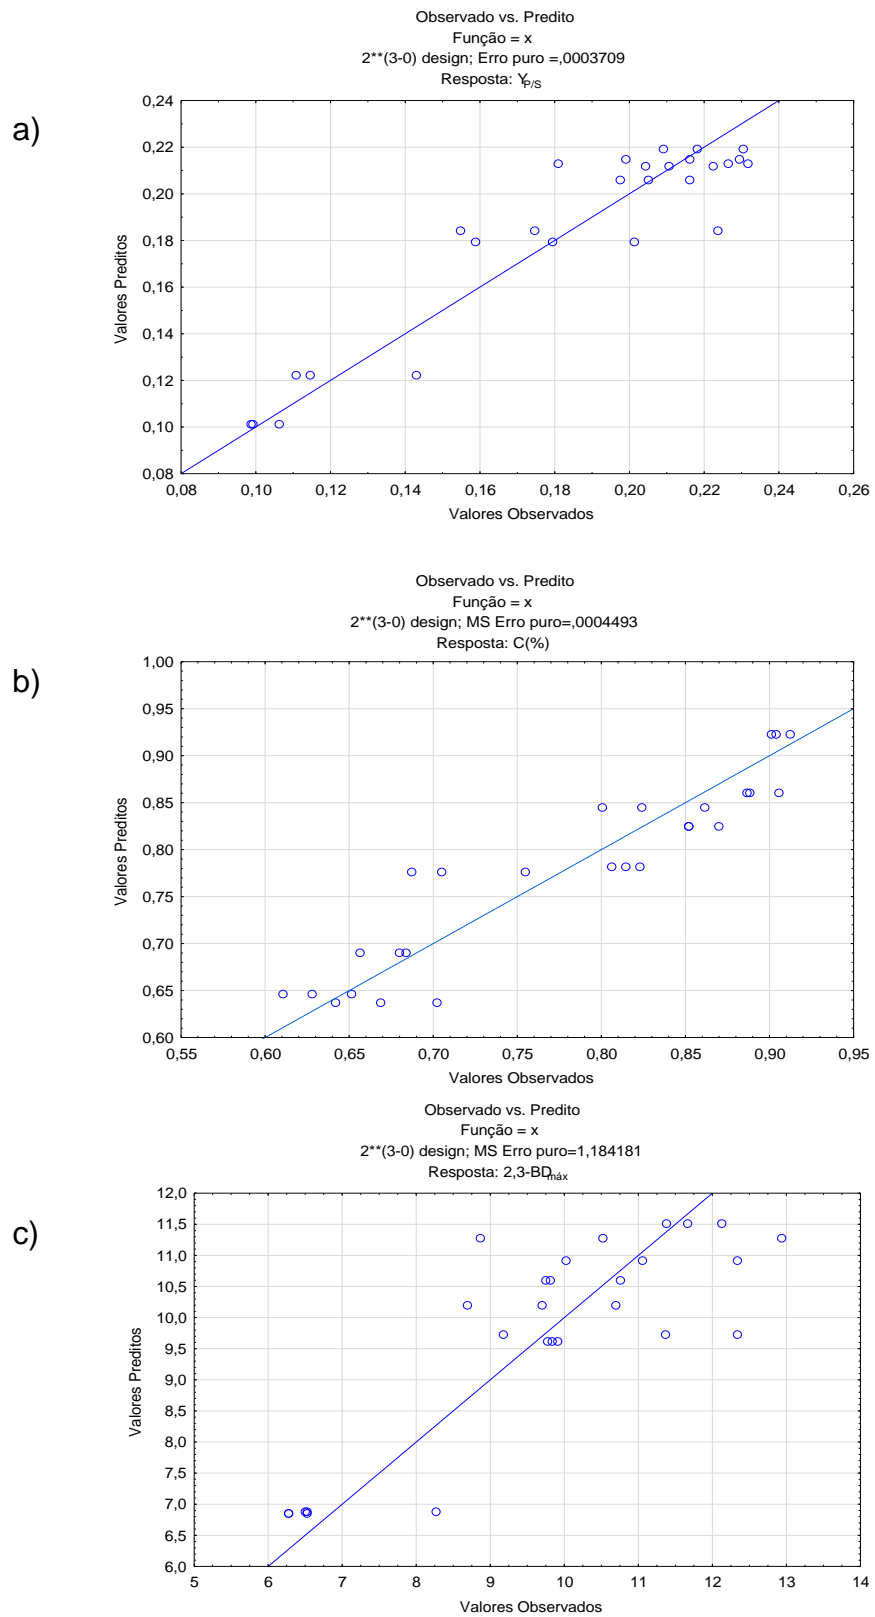 a)
Observado vs. Predito
Função = x
2**(3-0) design; Erro puro =,0003709
Resposta: Y P/S
0,24
0,22
0,20
0,18
0,16
0,14
0,12
0,10
0,08
Valores Preditos
0,08 0,10 0,12 0,14 0,16 0,18 0,20 0,22 0,24 0,26
Valores Observados
b)
Observado vs. Predito
Função = x
2**(3-0) design; MS Erro puro=,0004493
Resposta: C(%)
1,00
0,95
0,90
0,85
0,80
0,75
0,70
0,65
0,60
Valores Preditos
0,55 0,60 0,65 0,70 0,75 0,80 0,85 0,90 0,95
Valores Observados
c)
Observado vs. Predito
Função = x
2**(3-0) design; MS Erro puro=1,184181
Resposta: 2,3-BDmáx
12,0
11,5
11,0
10,5
10,0
9,5
9,0
8,5
8,0
7,5
7,0
6,5
6,0
Valores Preditos
5 6 7 8 9 10 11 12 13 14
Valores Observados